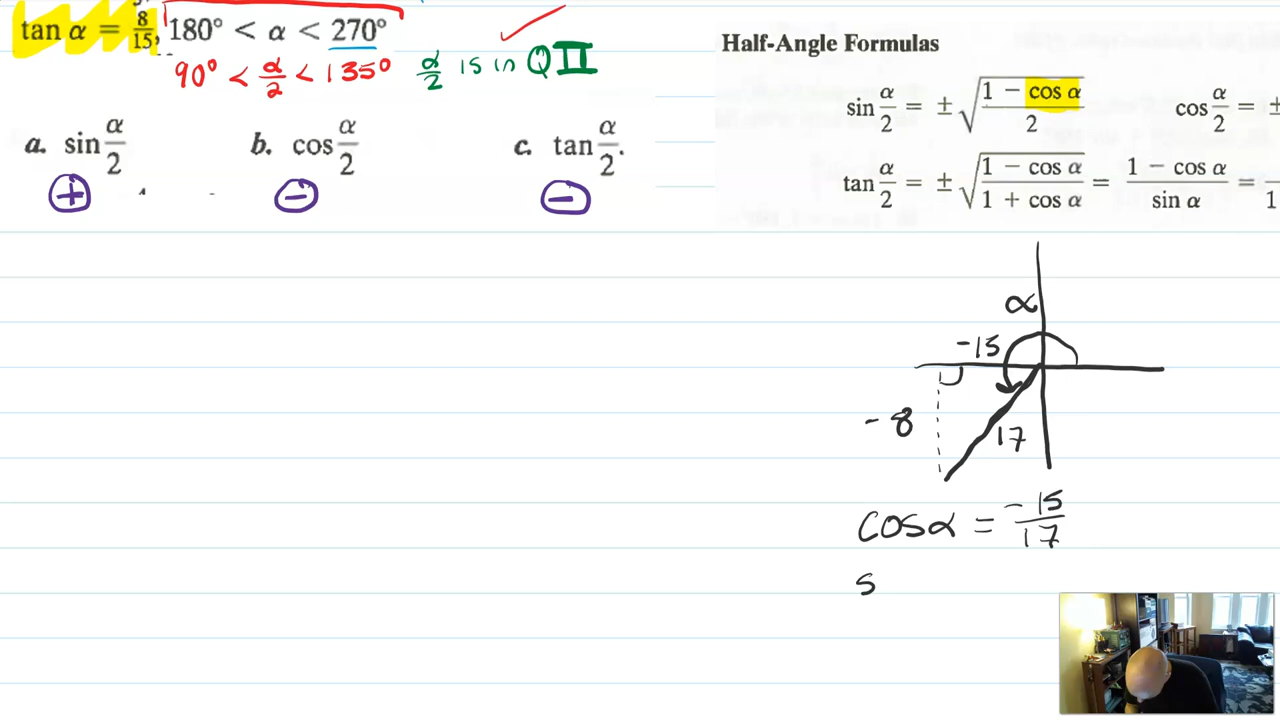 tan α = 8/15, 180° < α < 270°
90° < α/2 < 135° α/2 is in QII
a. sin α/2 b. cos α/2 c. tan α/2.
+ − −
Half-Angle Formulas
sin α/2 = ± √((1 − cos α)/2) cos α/2 = ±
tan α/2 = ± √((1 − cos α)/(1 + cos α)) = (1 − cos α)/(sin α) =
α
-15
-8
17
cosα = -15/17
s